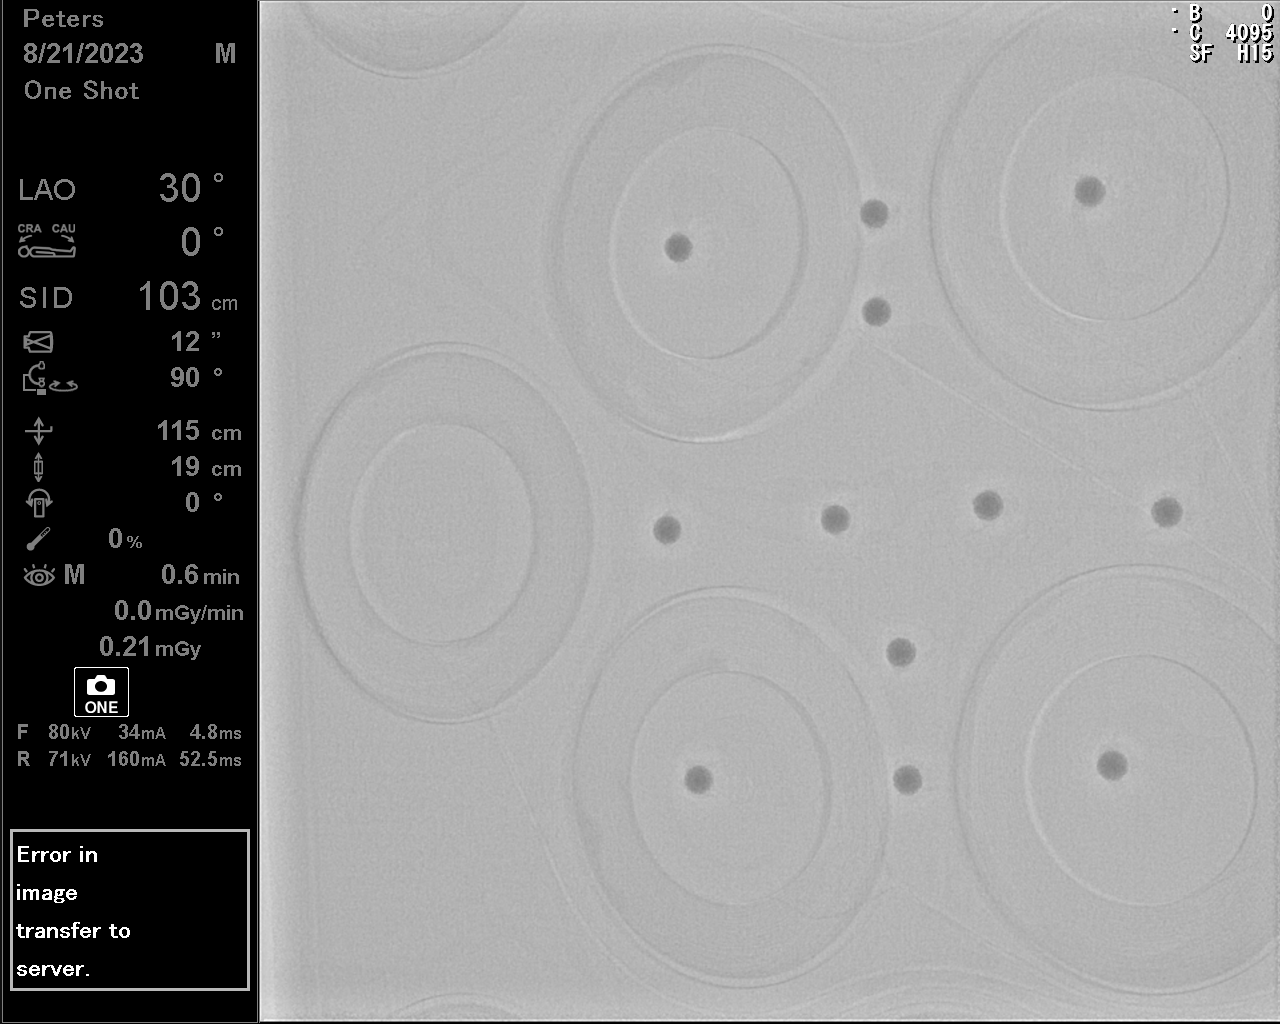 Peters
8/21/2023 M
One Shot
LAO 30 °
CRA CAU 0 °
SID 103 cm
12 ”
90 °
115 cm
19 cm
0 °
0 %
M 0.6 min
0.0 mGy/min
0.21 mGy
ONE
F 80kV 34mA 4.8ms
R 71kV 160mA 52.5ms
Error in
image
transfer to
server.
· B 0
· C 4095
SF H15